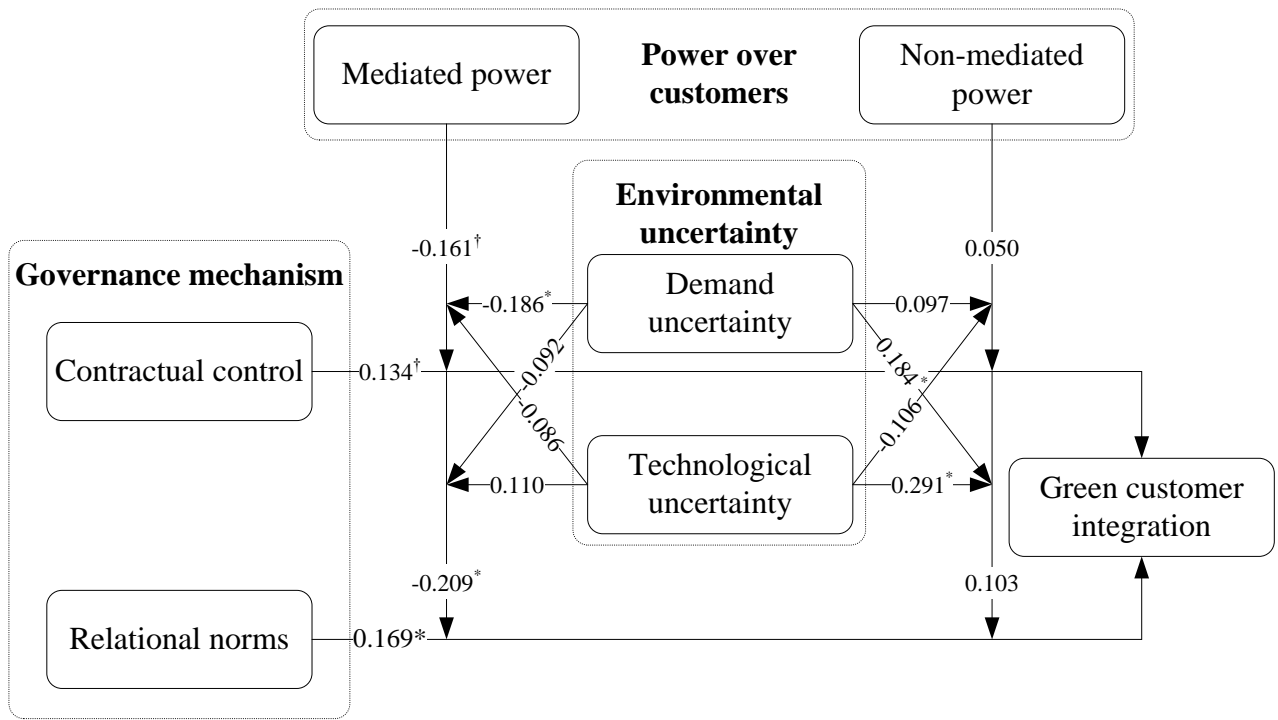 Mediated power
Power over
customers
Non-mediated
power
Environmental
uncertainty
-0.161†
0.050
Governance mechanism
Demand
uncertainty
-0.186*
0.097
Contractual control
0.134†
-0.092
0.184*
-0.086
-0.106
Technological
uncertainty
0.110
0.291*
Green customer
integration
-0.209*
0.103
Relational norms
0.169*